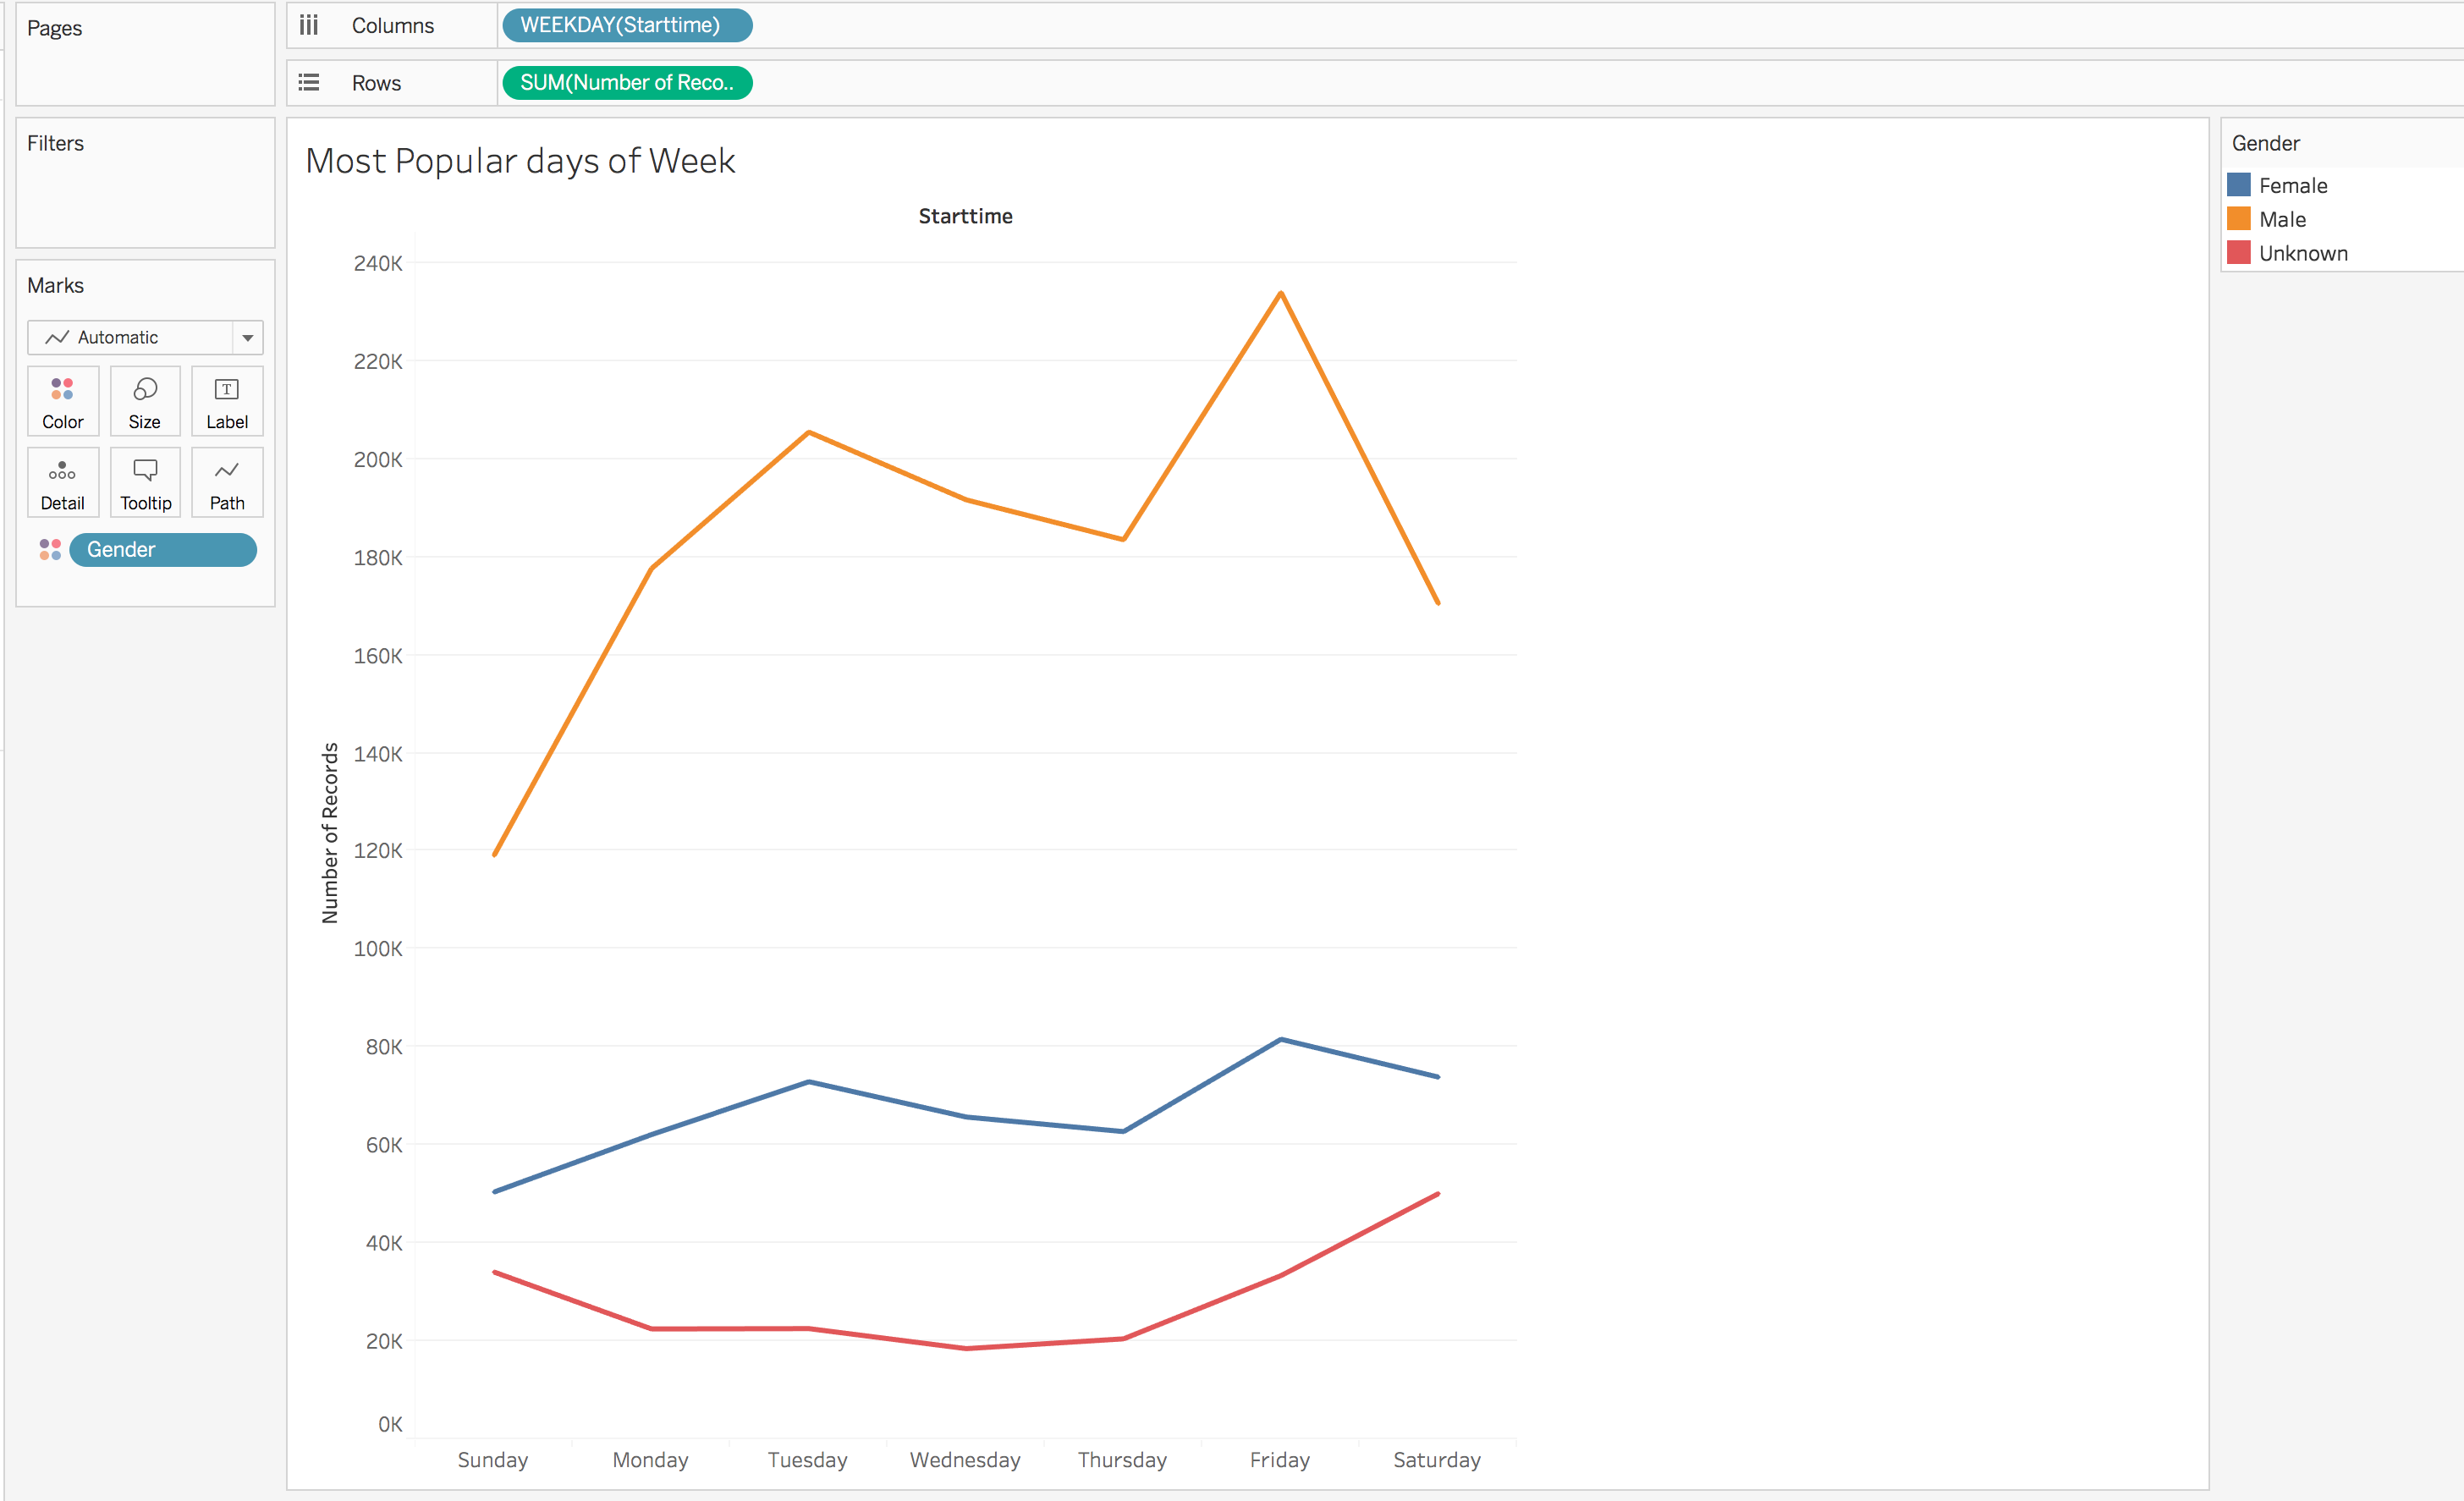 Pages
Columns
WEEKDAY(Starttime)
Rows
SUM(Number of Reco..
Filters
Marks
Automatic
Color
Size
Label
Detail
Tooltip
Path
Gender
Most Popular days of Week
Starttime
240K
220K
200K
180K
160K
140K
120K
100K
80K
60K
40K
20K
0K
Number of Records
Sunday
Monday
Tuesday
Wednesday
Thursday
Friday
Saturday
Gender
Female
Male
Unknown